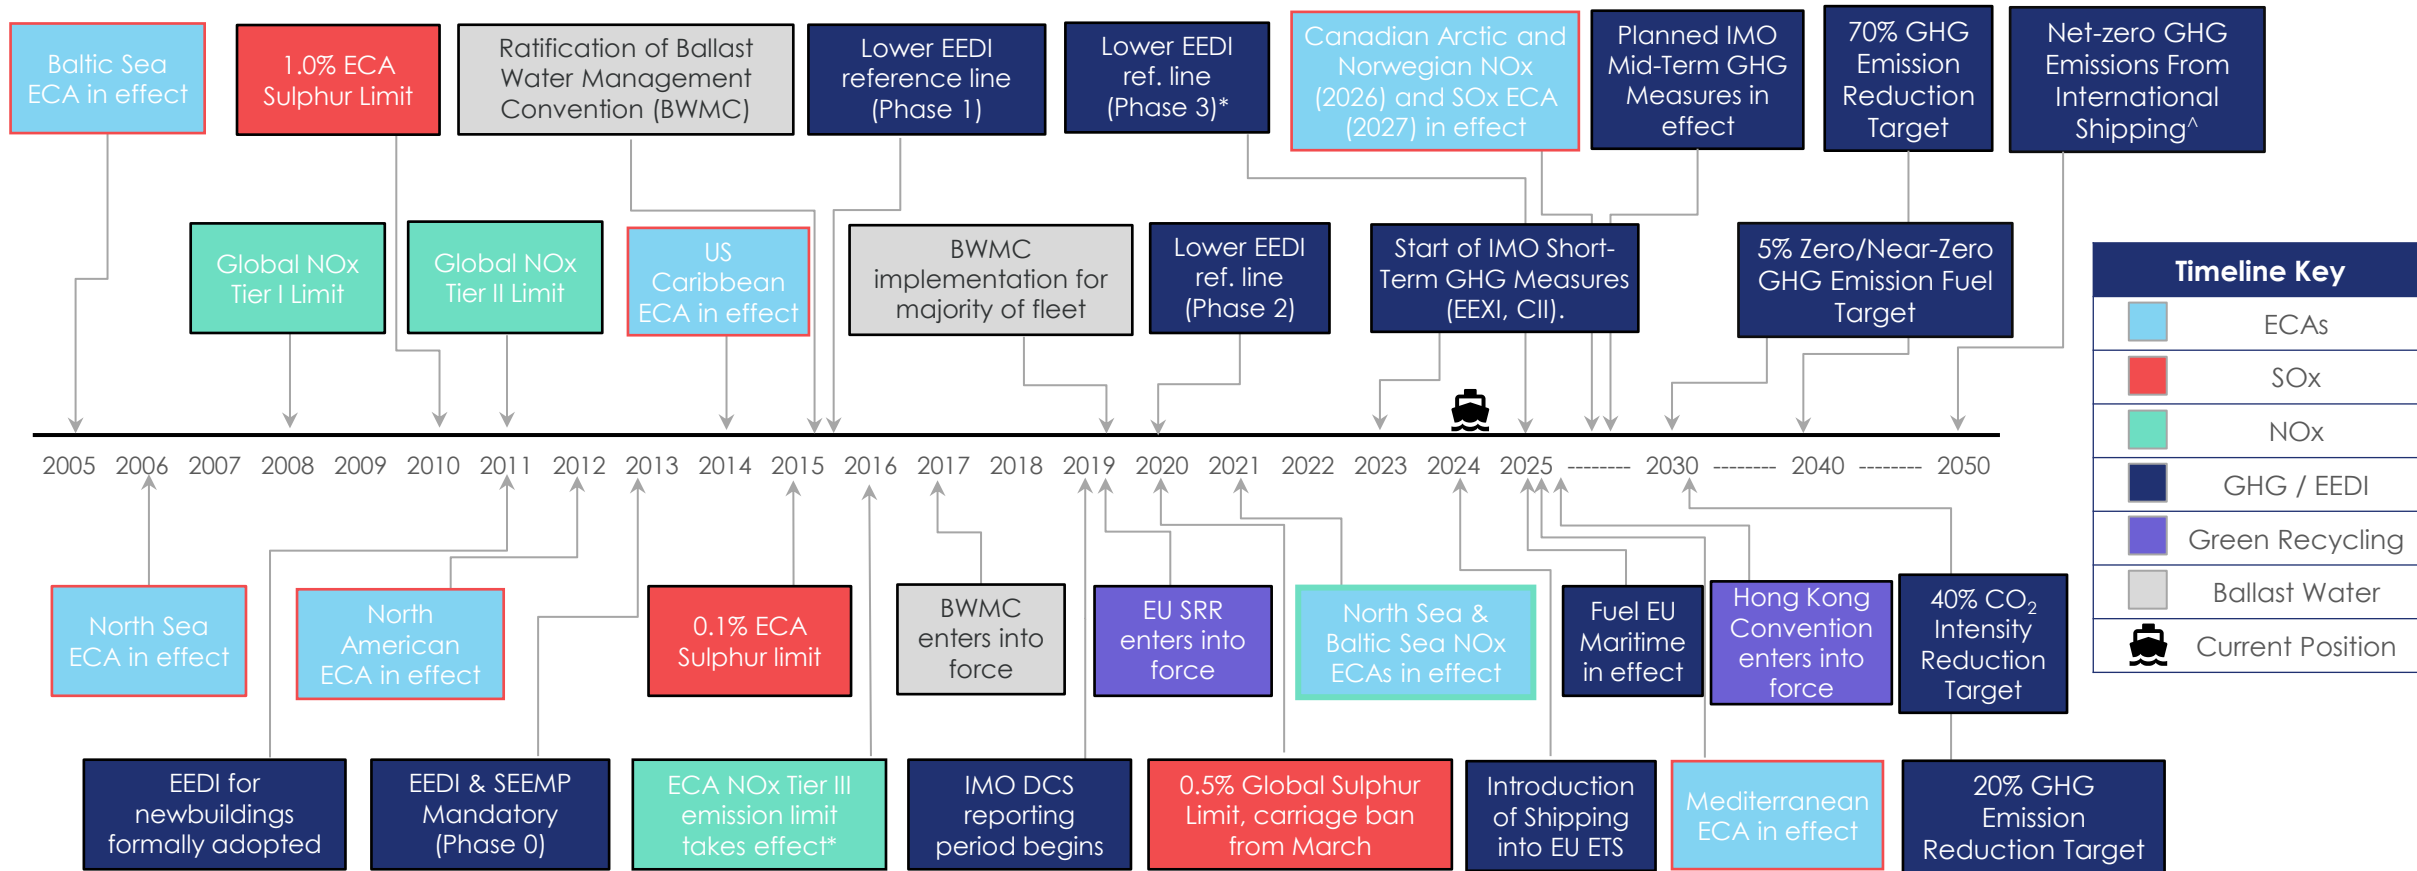 Baltic Sea
ECA in effect
1.0% ECA
Sulphur Limit
Ratification of Ballast
Water Management
Convention (BWMC)
Lower EEDI
reference line
(Phase 1)
Lower EEDI
ref. line
(Phase 3)*
Canadian Arctic and
Norwegian NOx
(2026) and SOx ECA
(2027) in effect
Planned IMO
Mid-Term GHG
Measures in
effect
70% GHG
Emission
Reduction
Target
Net-zero GHG
Emissions From
International
Shipping^
Global NOx
Tier I Limit
Global NOx
Tier II Limit
US
Caribbean
ECA in effect
BWMC
implementation for
majority of fleet
Lower EEDI
ref. line
(Phase 2)
Start of IMO Short-
Term GHG Measures
(EEXI, CII).
5% Zero/Near-Zero
GHG Emission Fuel
Target
2005 2006 2007 2008 2009 2010 2011 2012 2013 2014 2015 2016 2017 2018 2019 2020 2021 2022 2023 2024 2025 -------- 2030 -------- 2040 -------- 2050
North Sea
ECA in effect
North
American
ECA in effect
0.1% ECA
Sulphur limit
BWMC
enters into
force
EU SRR
enters into
force
North Sea &
Baltic Sea NOx
ECAs in effect
Fuel EU
Maritime
in effect
Hong Kong
Convention
enters into
force
40% CO₂
Intensity
Reduction
Target
EEDI for
newbuildings
formally adopted
EEDI & SEEMP
Mandatory
(Phase 0)
ECA NOx Tier III
emission limit
takes effect*
IMO DCS
reporting
period begins
0.5% Global Sulphur
Limit, carriage ban
from March
Introduction
of Shipping
into EU ETS
Mediterranean
ECA in effect
20% GHG
Emission
Reduction Target
Timeline Key
ECAs
SOx
NOx
GHG / EEDI
Green Recycling
Ballast Water
Current Position